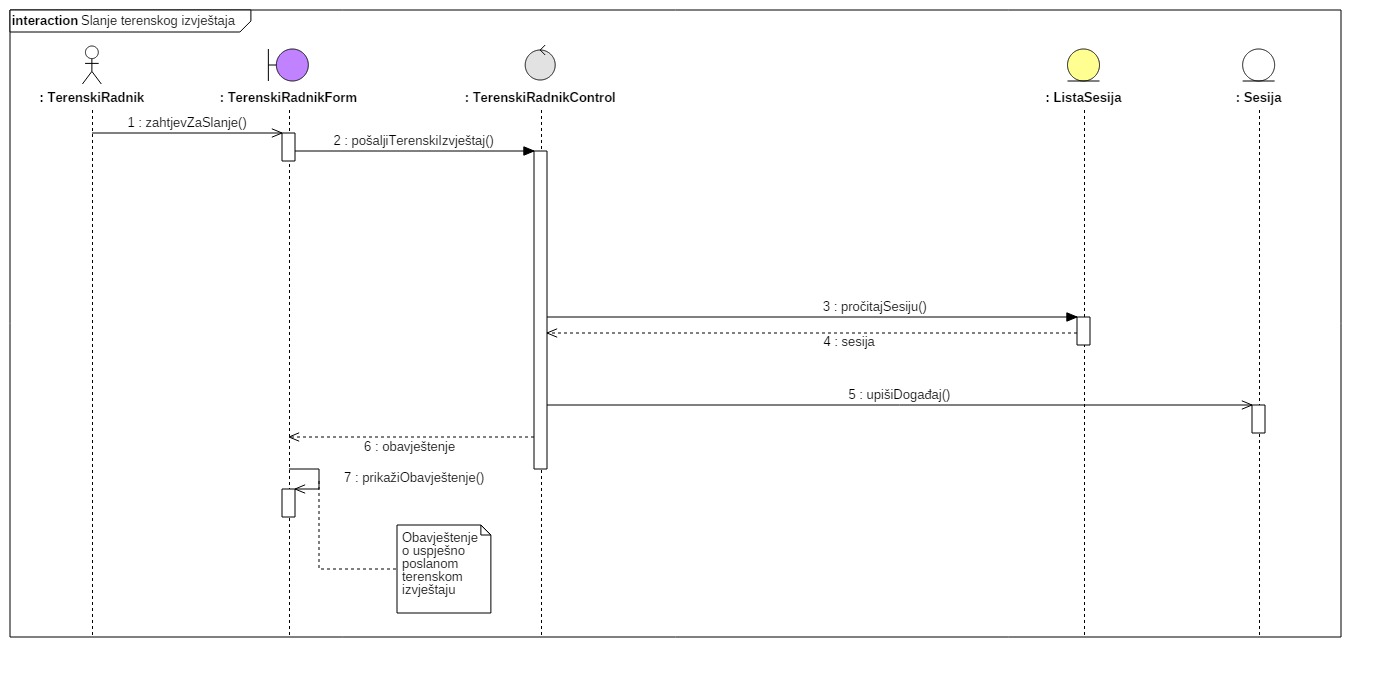 interaction Slanje terenskog izvještaja
: TerenskiRadnik
: TerenskiRadnikForm
: TerenskiRadnikControl
: ListaSesija
: Sesija
1 : zahtjevZaSlanje()
2 : pošaljiTerenskiIzvještaj()
3 : pročitajSesiju()
4 : sesija
5 : upišiDogađaj()
6 : obavještenje
7 : prikažiObavještenje()
Obavještenje
o uspješno
poslanom
terenskom
izvještaju